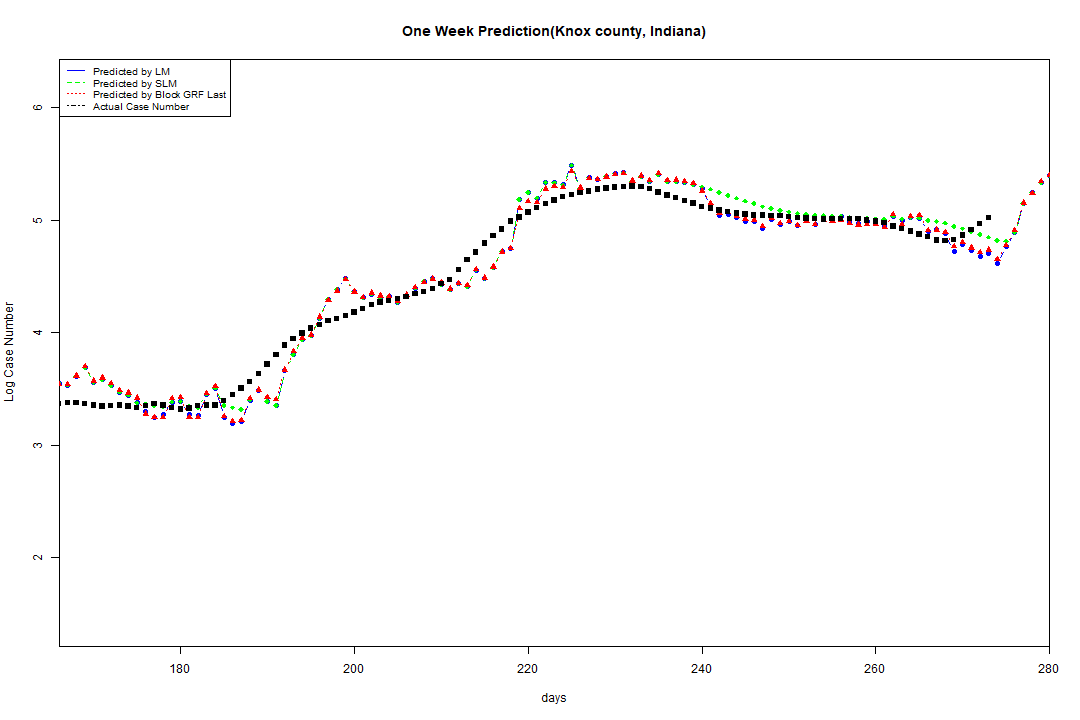 One Week Prediction(Knox county, Indiana)
Predicted by LM
Predicted by SLM
Predicted by Block GRF Last
Actual Case Number
6
5
4
3
2
Log Case Number
180 200 220 240 260 280
days